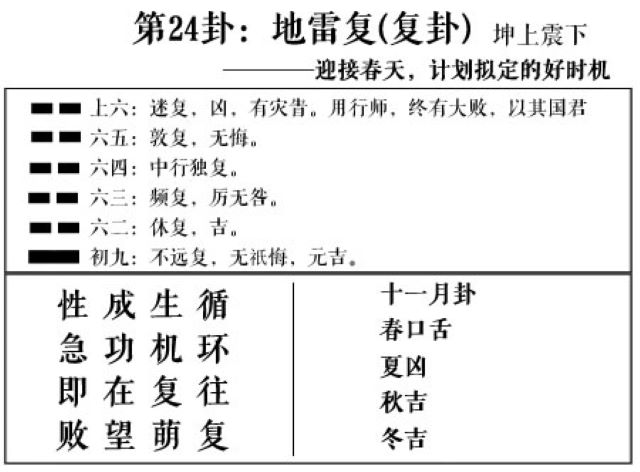 第24卦：地雷复(复卦) 坤上震下
————迎接春天，计划拟定的好时机
上六：迷复，凶，有灾眚。用行师，终有大败，以其国君
六五：敦复，无悔。
六四：中行独复。
六三：频复，厉无咎。
六二：休复，吉。
初九：不远复，无祇悔，元吉。
循环往复
生机复萌
成功在望
性急即败
十一月卦
春口舌
夏凶
秋吉
冬吉